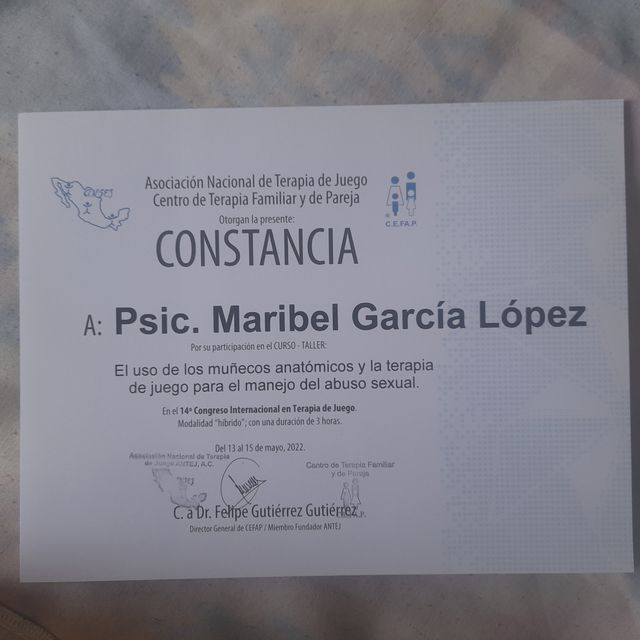 Asociación Nacional de Terapia de Juego
Centro de Terapia Familiar y de Pareja
Otorgan la presente:
C.E.FA.P.
CONSTANCIA
A: Psic. Maribel García López
Por su participación en el CURSO - TALLER:
El uso de los muñecos anatómicos y la terapia
de juego para el manejo del abuso sexual.
En el 14º Congreso Internacional en Terapia de Juego.
Modalidad "híbrido"; con una duración de 3 horas.
Del 13 al 15 de mayo, 2022.
Asociación Nacional de Terapia
de Juego ANTEJ, A.C.
Centro de Terapia Familiar
y de Pareja
C. a Dr. Felipe Gutiérrez Gutiérrez
Director General de CEFAP / Miembro Fundador ANTEJ